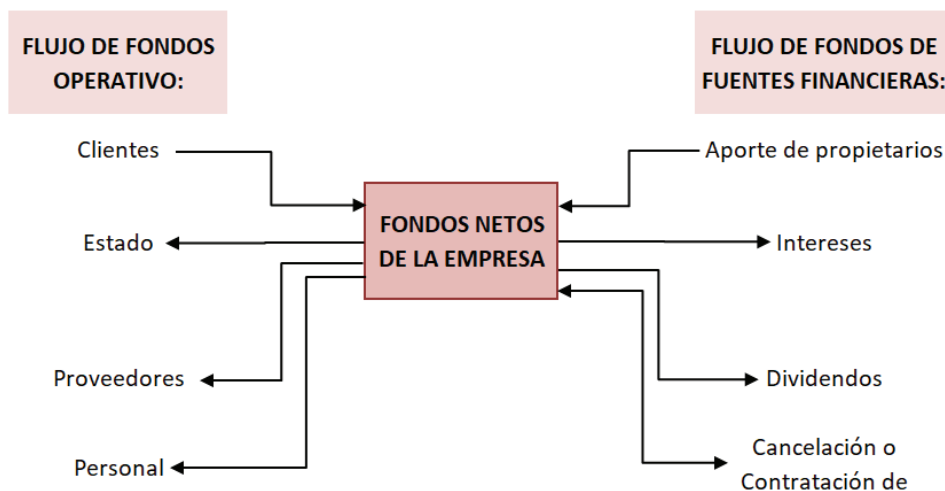 FLUJO DE FONDOS
OPERATIVO:
FLUJO DE FONDOS DE
FUENTES FINANCIERAS:
Clientes
Aporte de propietarios
FONDOS NETOS
DE LA EMPRESA
Estado
Intereses
Proveedores
Dividendos
Personal
Cancelación o
Contratación de